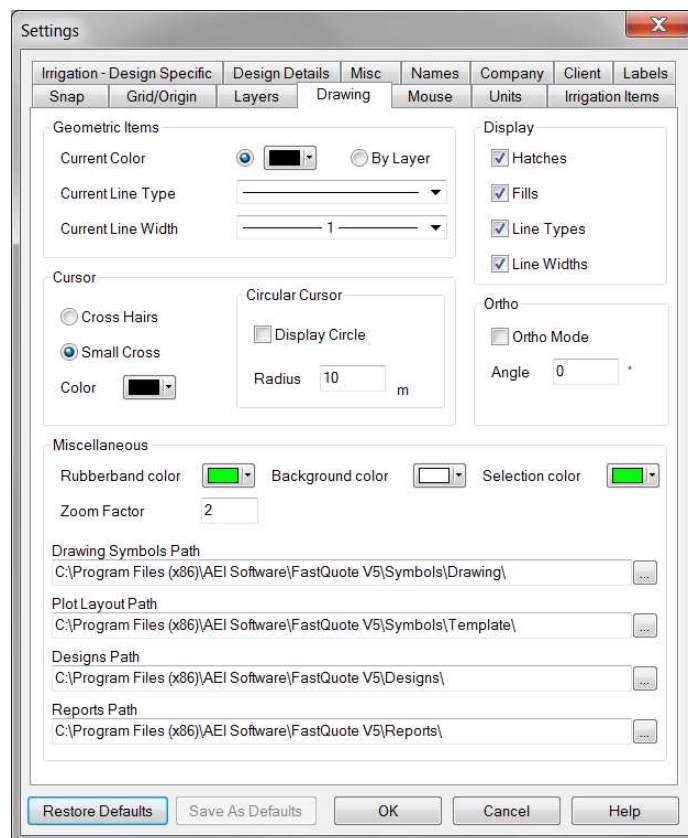 Settings
Irrigation - Design Specific Design Details Misc Names Company Client Labels
Snap Grid/Origin Layers Drawing Mouse Units Irrigation Items
Geometric Items
Current Color By Layer
Current Line Type
Current Line Width 1
Display
Hatches
Fills
Line Types
Line Widths
Cursor
Cross Hairs
Small Cross
Color
Circular Cursor
Display Circle
Radius 10 m
Ortho
Ortho Mode
Angle 0 °
Miscellaneous
Rubberband color Background color Selection color
Zoom Factor 2
Drawing Symbols Path
C:\Program Files (x86)\AEI Software\FastQuote V5\Symbols\Drawing\ ...
Plot Layout Path
C:\Program Files (x86)\AEI Software\FastQuote V5\Symbols\Template\ ...
Designs Path
C:\Program Files (x86)\AEI Software\FastQuote V5\Designs\ ...
Reports Path
C:\Program Files (x86)\AEI Software\FastQuote V5\Reports\ ...
Restore Defaults Save As Defaults OK Cancel Help